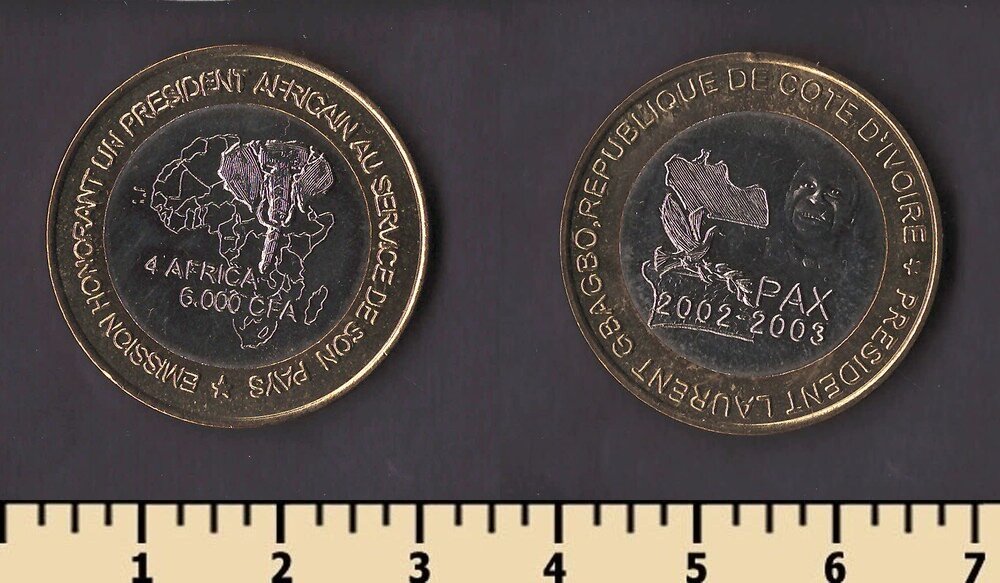 EMISSION HONORANT UN PRESIDENT AFRICAIN AU SERVICE DE SON PAYS
4 AFRICAS
6.000 CFA
PRESIDENT LAURENT GBAGBO, REPUBLIQUE DE COTE D'IVOIRE
PAX
2002-2003
1 2 3 4 5 6 7